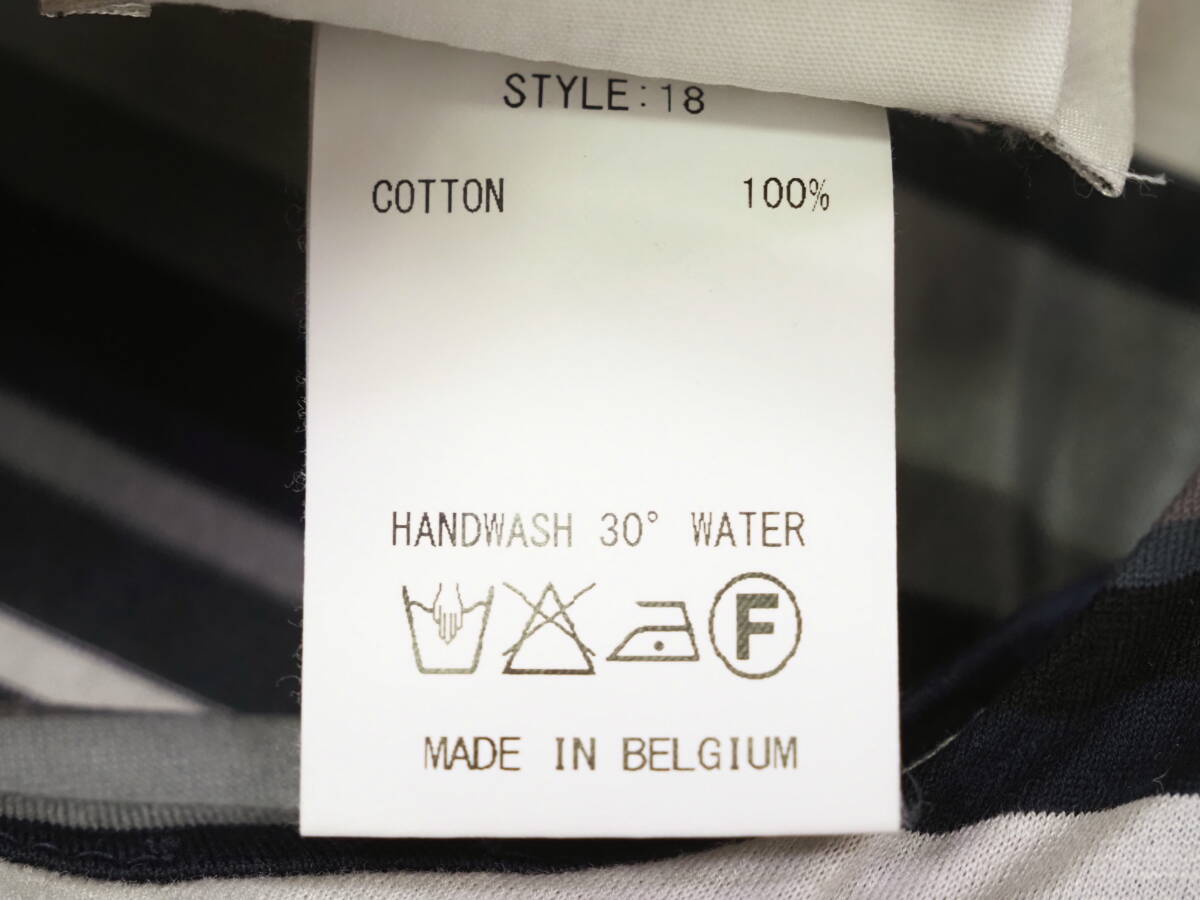 STYLE:18
COTTON 100%
HANDWASH 30° WATER
F
MADE IN BELGIUM